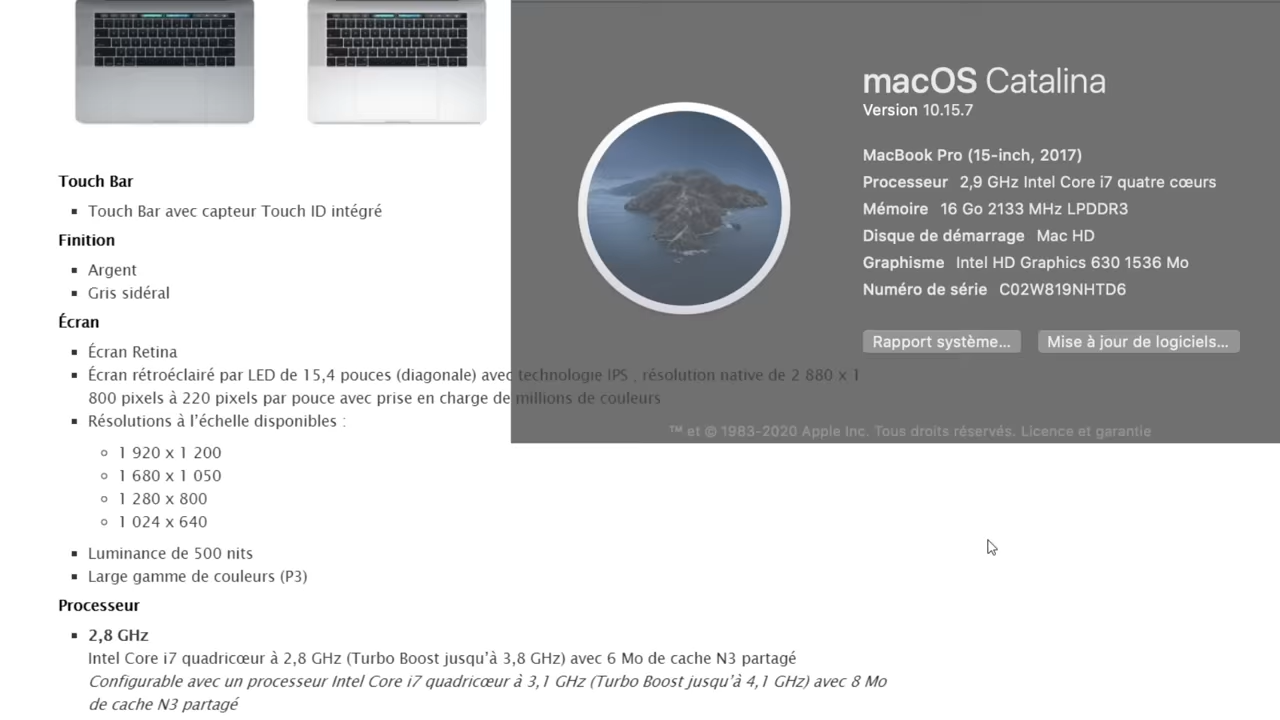 macOS Catalina
Version 10.15.7
MacBook Pro (15-inch, 2017)
Processeur 2,9 GHz Intel Core i7 quatre cœurs
Mémoire 16 Go 2133 MHz LPDDR3
Disque de démarrage Mac HD
Graphisme Intel HD Graphics 630 1536 Mo
Numéro de série C02W819NHTD6
Rapport système... Mise à jour de logiciels...
™ et © 1983-2020 Apple Inc. Tous droits réservés. Licence et garantie
Touch Bar
▪ Touch Bar avec capteur Touch ID intégré
Finition
▪ Argent
▪ Gris sidéral
Écran
▪ Écran Retina
▪ Écran rétroéclairé par LED de 15,4 pouces (diagonale) avec technologie IPS , résolution native de 2 880 x 1
800 pixels à 220 pixels par pouce avec prise en charge de millions de couleurs
▪ Résolutions à l’échelle disponibles :
◦ 1 920 x 1 200
◦ 1 680 x 1 050
◦ 1 280 x 800
◦ 1 024 x 640
▪ Luminance de 500 nits
▪ Large gamme de couleurs (P3)
Processeur
▪ 2,8 GHz
Intel Core i7 quadricœur à 2,8 GHz (Turbo Boost jusqu’à 3,8 GHz) avec 6 Mo de cache N3 partagé
Configurable avec un processeur Intel Core i7 quadricœur à 3,1 GHz (Turbo Boost jusqu’à 4,1 GHz) avec 8 Mo
de cache N3 partagé